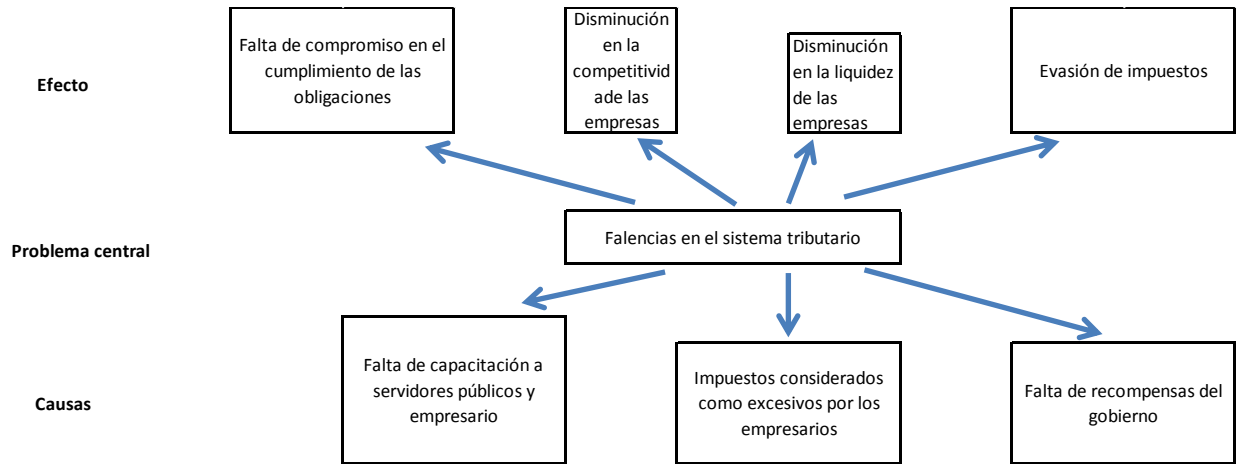 Efecto
Falta de compromiso en el
cumplimiento de las
obligaciones
Disminución
en la
competitivid
ade las
empresas
Disminución
en la liquidez
de las
empresas
Evasión de impuestos
Problema central
Falencias en el sistema tributario
Causas
Falta de capacitación a
servidores públicos y
empresario
Impuestos considerados
como excesivos por los
empresarios
Falta de recompensas del
gobierno